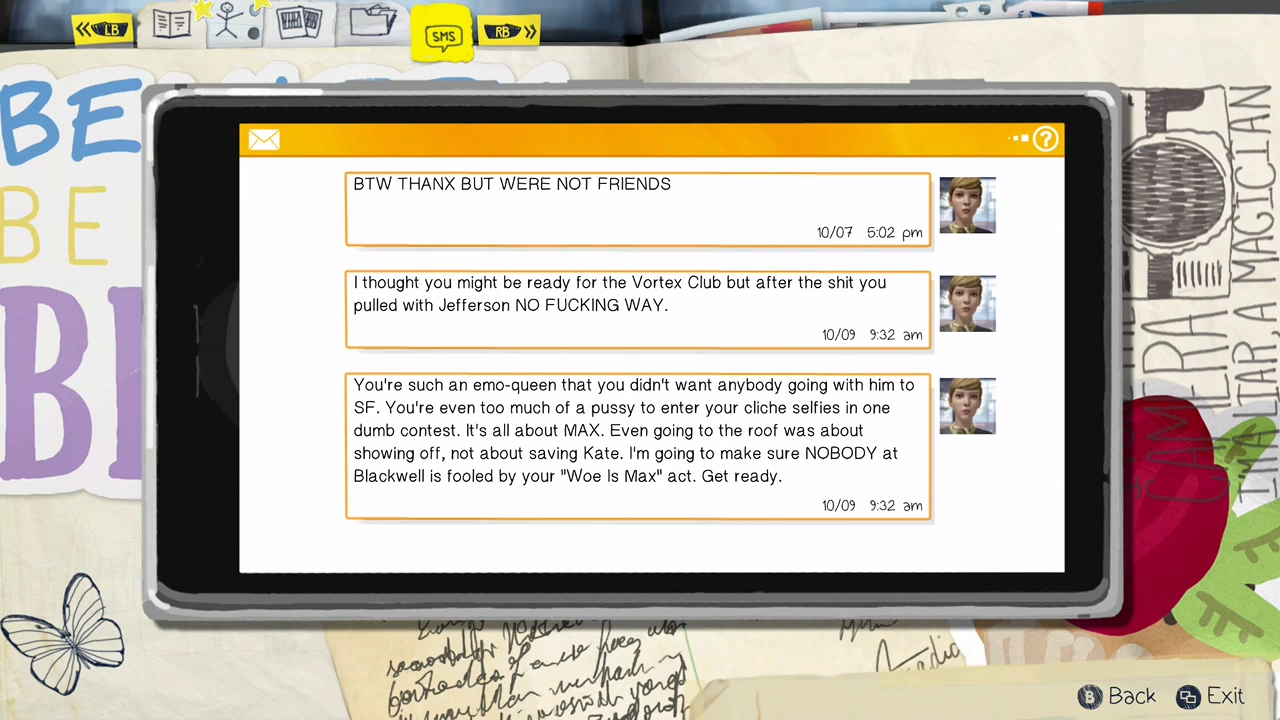 LB
SMS
RB
BE
BE
BTW THANX BUT WERE NOT FRIENDS
10/07 5:02 pm
I thought you might be ready for the Vortex Club but after the shit you
pulled with Jefferson NO FUCKING WAY.
10/09 9:32 am
You're such an emo-queen that you didn't want anybody going with him to
SF. You're even too much of a pussy to enter your cliche selfies in one
dumb contest. It's all about MAX. Even going to the roof was about
showing off, not about saving Kate. I'm going to make sure NOBODY at
Blackwell is fooled by your "Woe Is Max" act. Get ready.
10/09 9:32 am
CAMERA
LIAR, A MAGICIAN
B Back
Exit